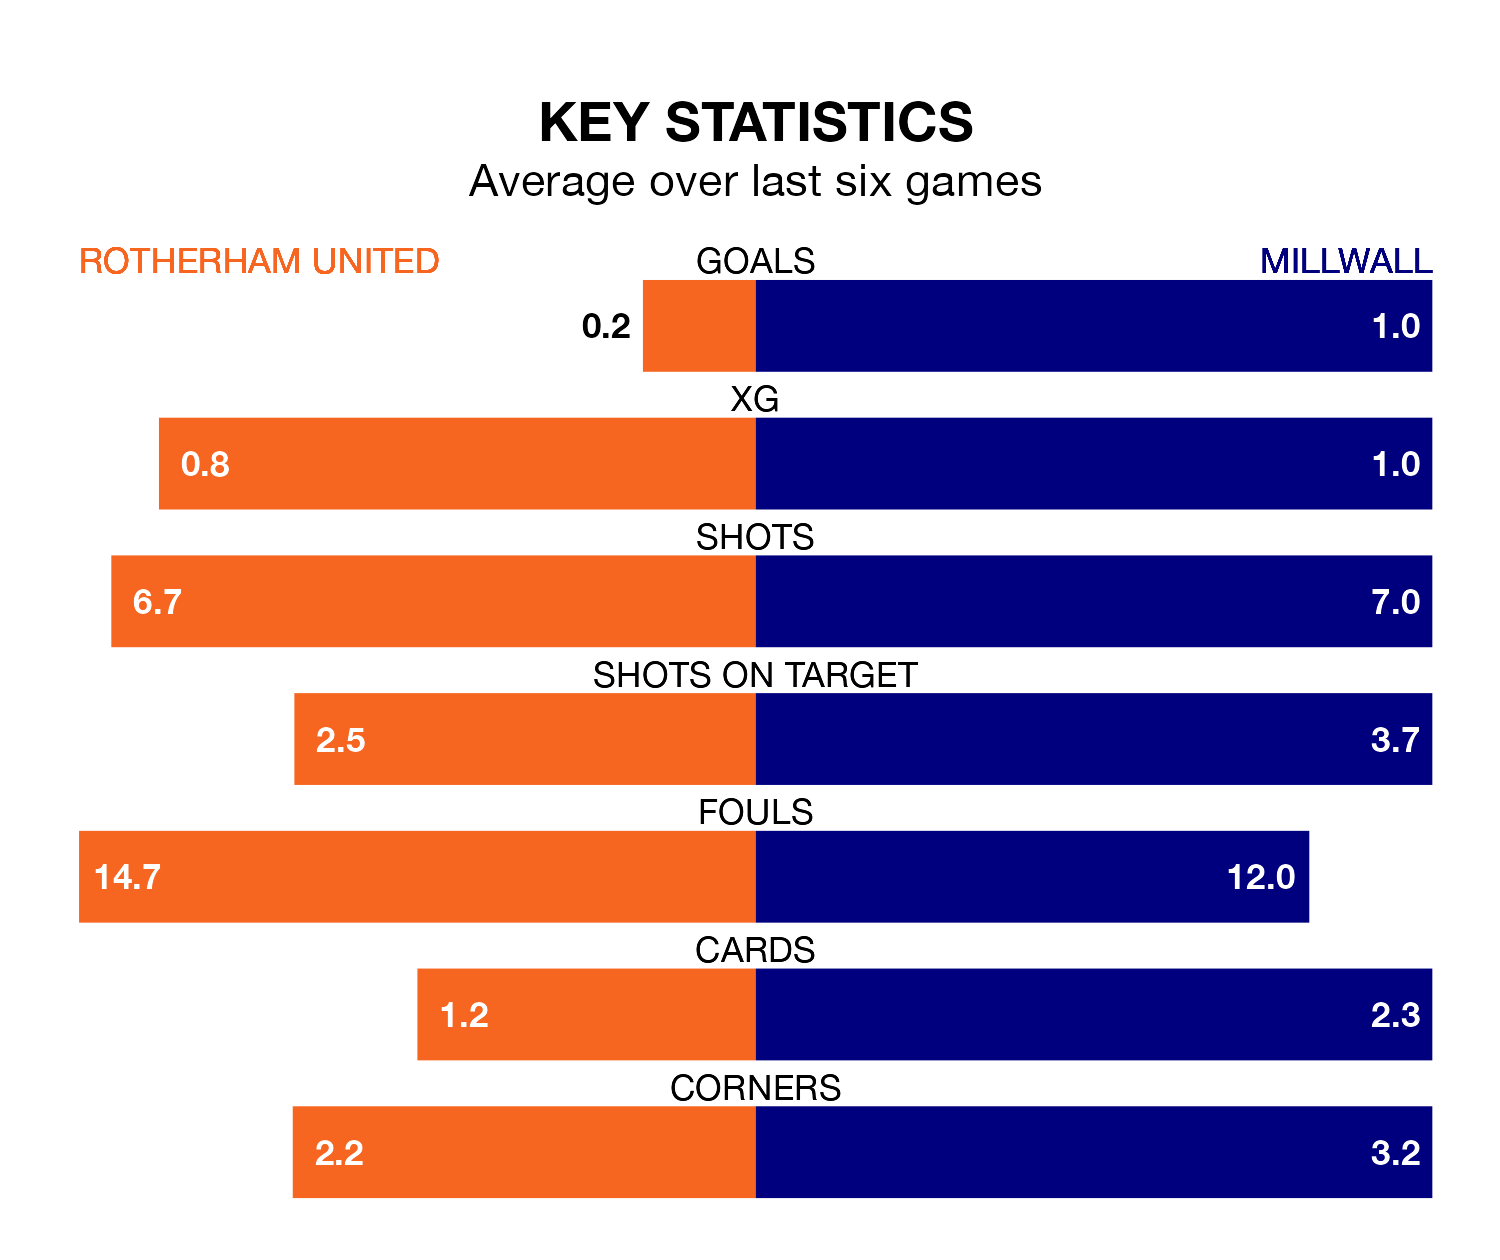 KEY STATISTICS
Average over last six games
ROTHERHAM UNITED GOALS MILLWALL
0.2 1.0
XG
0.8 1.0
SHOTS
6.7 7.0
SHOTS ON TARGET
2.5 3.7
FOULS
14.7 12.0
CARDS
1.2 2.3
CORNERS
2.2 3.2